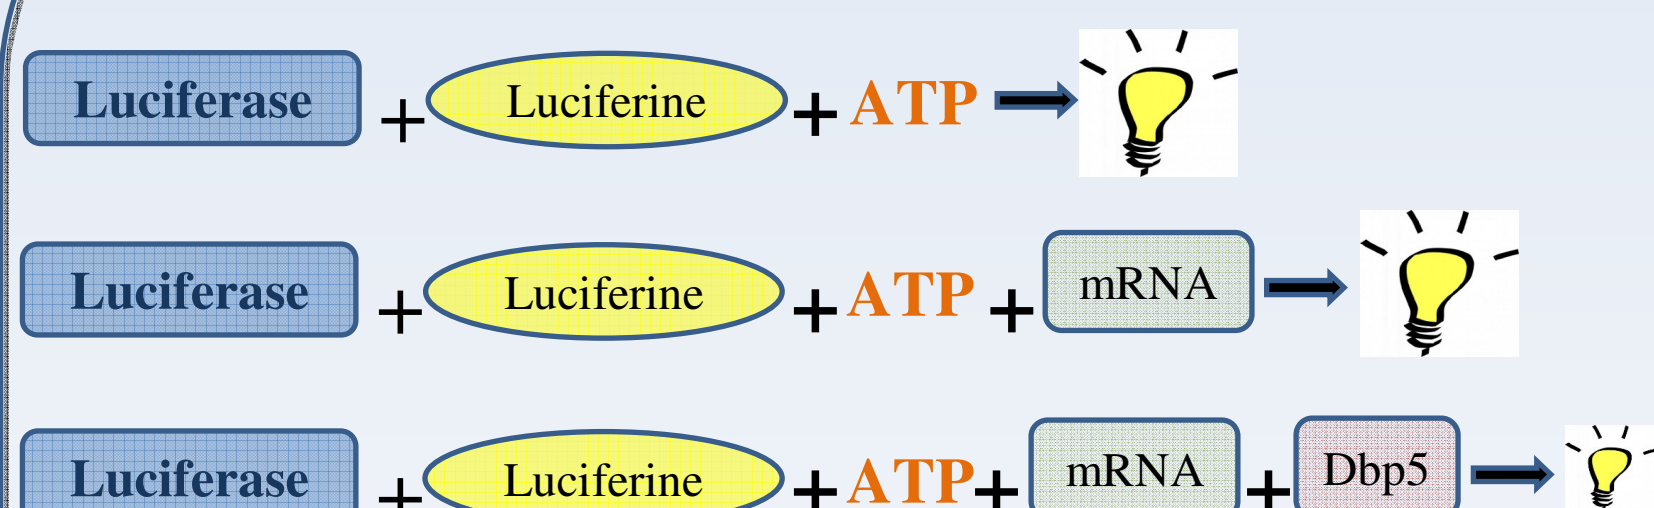 Luciferase + Luciferine + ATP
Luciferase + Luciferine + ATP + mRNA
Luciferase + Luciferine + ATP + mRNA + Dbp5